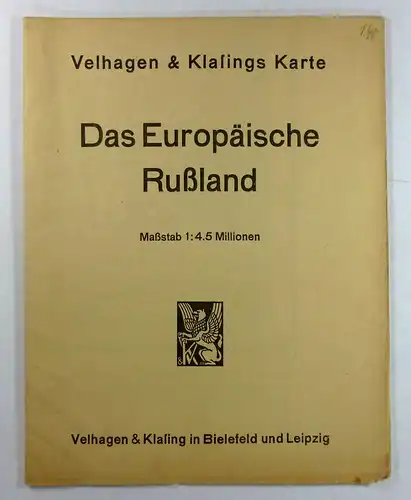 Velhagen & Klaſings Karte
Das Europäische
Rußland
Maßstab 1:4.5 Millionen
Velhagen & Klaſing in Bielefeld und Leipzig